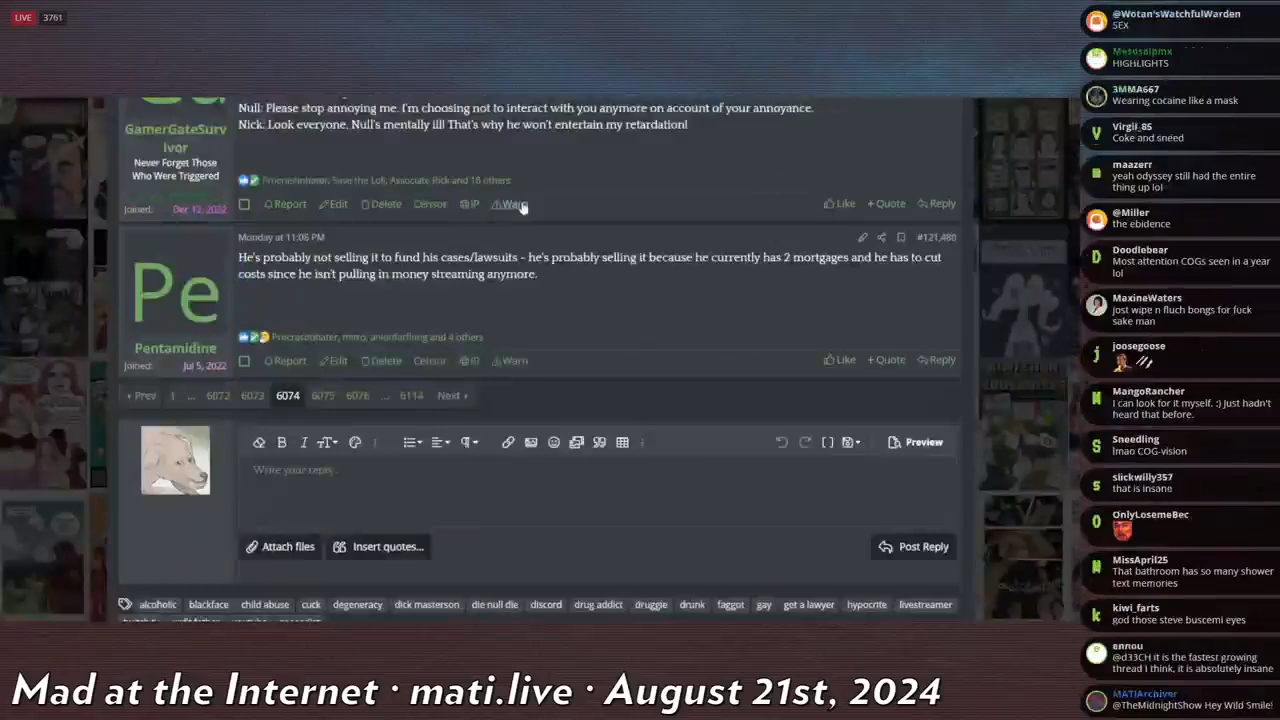 LIVE 3761
Null: Please stop annoying me. I'm choosing not to interact with you anymore on account of your annoyance.
Nick: Look everyone, Null's mentally ill! That's why he won't entertain my retardation!
GamerGateSurv
ivor
Never Forget Those
Who Were Triggered
Joined: Dec 12, 2022
Procrastinhater, Save the Loli, Associate Rick and 18 others
Report Edit Delete Censor IP Warn
Like + Quote Reply
Monday at 11:06 PM
#121,480
He's probably not selling it to fund his cases/lawsuits - he's probably selling it because he currently has 2 mortgages and he has to cut
costs since he isn't pulling in money streaming anymore.
Pe
Pentamidine
Joined: Jul 5, 2022
Procrastinhater, and 4 others
Report Edit Delete Censor IP Warn
Like + Quote Reply
‹ Prev 1 ... 6072 6073 6074 6075 6076 ... 6114 Next ›
B I TT
Preview
Write your reply...
Attach files Insert quotes...
Post Reply
alcoholic blackface child abuse cuck degeneracy dick masterson die null die discord drug addict druggie drunk faggot gay get a lawyer hypocrite livestreamer
@Wotan'sWatchfulWarden
SEX
Mesosalpinx
HIGHLIGHTS
3MMA667
Wearing cocaine like a mask
Virgil_85
Coke and sneed
maazerr
yeah odyssey still had the entire
thing up lol
@Miller
the ebidence
Doodlebear
Most attention COGs seen in a year
lol
MaxineWaters
jost wipe n fluch bongs for fuck
sake man
joosegoose
MangoRancher
I can look for it myself. :) Just hadn't
heard that before.
Sneedling
lmao COG-vision
slickwilly357
that is insane
OnlyLosemeBec
MissApril25
That bathroom has so many shower
text memories
kiwi_farts
god those steve buscemi eyes
ennou
@d33CH it is the fastest growing
thread I think, it is absolutely insane
MATIArchiver
@TheMidnightShow Hey Wild Smile!
Mad at the Internet · mati.live · August 21st, 2024